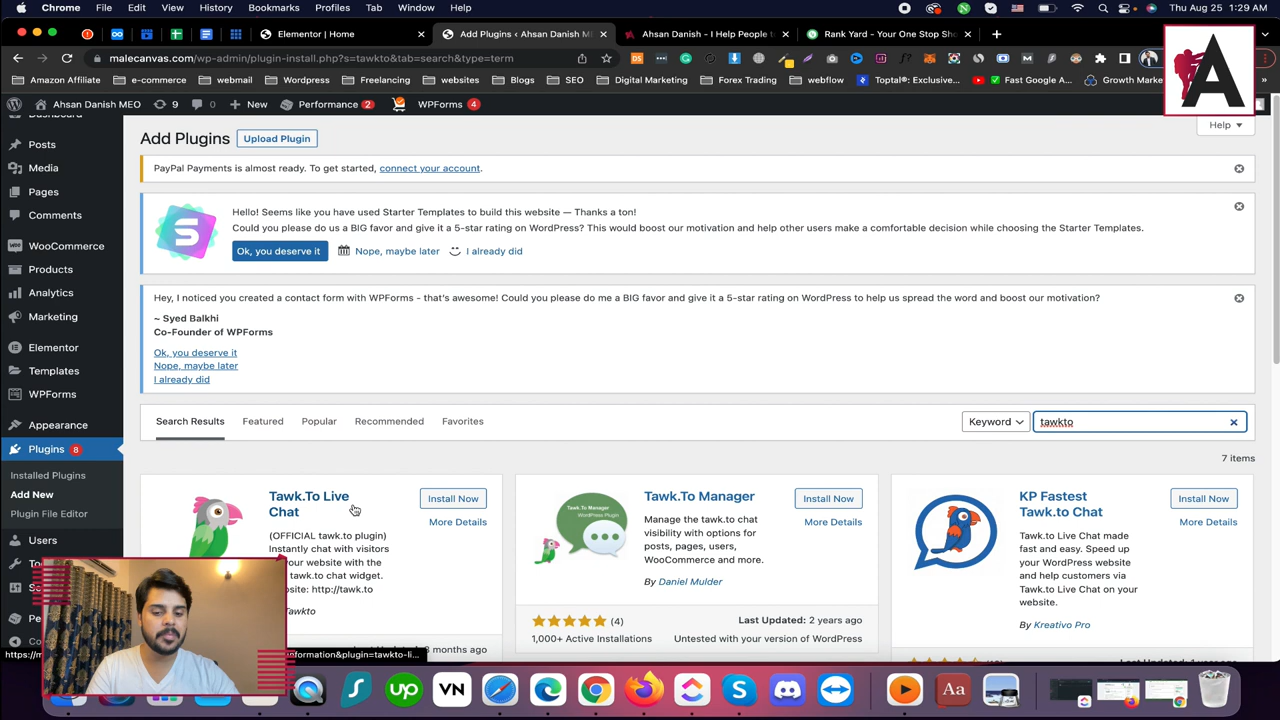 Chrome File Edit View History Bookmarks Profiles Tab Window Help
Thu Aug 25 1:29 AM
Elementor | Home
Add Plugins ‹ Ahsan Danish MEO
Ahsan Danish - I Help People to
Rank Yard - Your One Stop Sho
malecanvas.com/wp-admin/plugin-install.php?s=tawkto&tab=search&type=term
Amazon Affiliate e-commerce webmail Wordpress Freelancing websites Blogs SEO Digital Marketing Forex Trading webflow Toptal®: Exclusive... Fast Google A... Growth Marke
Ahsan Danish MEO 9 0 New Performance 2 WPForms 4
A
Posts
Media
Pages
Comments
WooCommerce
Products
Analytics
Marketing
Elementor
Templates
WPForms
Appearance
Plugins 8
Installed Plugins
Add New
Plugin File Editor
Users
Add Plugins Upload Plugin
Help
PayPal Payments is almost ready. To get started, connect your account.
S
Hello! Seems like you have used Starter Templates to build this website — Thanks a ton!
Could you please do us a BIG favor and give it a 5-star rating on WordPress? This would boost our motivation and help other users make a comfortable decision while choosing the Starter Templates.
Ok, you deserve it Nope, maybe later I already did
Hey, I noticed you created a contact form with WPForms - that's awesome! Could you please do me a BIG favor and give it a 5-star rating on WordPress to help us spread the word and boost our motivation?
~ Syed Balkhi
Co-Founder of WPForms
Ok, you deserve it
Nope, maybe later
I already did
Search Results Featured Popular Recommended Favorites
Keyword tawkto
7 items
Tawk.To Live
Chat
Install Now
More Details
(OFFICIAL tawk.to plugin)
Instantly chat with visitors
your website with the
tawk.to chat widget.
site: http://tawk.to
Tawkto
months ago
Tawk.To Manager
WordPress Plugin
Tawk.To Manager
Install Now
More Details
Manage the tawk.to chat
visibility with options for
posts, pages, users,
WooCommerce and more.
By Daniel Mulder
(4)
Last Updated: 2 years ago
1,000+ Active Installations
Untested with your version of WordPress
KP Fastest
Tawk.to Chat
Install Now
More Details
Tawk.to Live Chat made
fast and easy. Speed up
your WordPress website
and help customers via
Tawk.to Live Chat on your
website.
By Kreativo Pro
nformation&plugin=tawkto-li...
up
VN
Aa